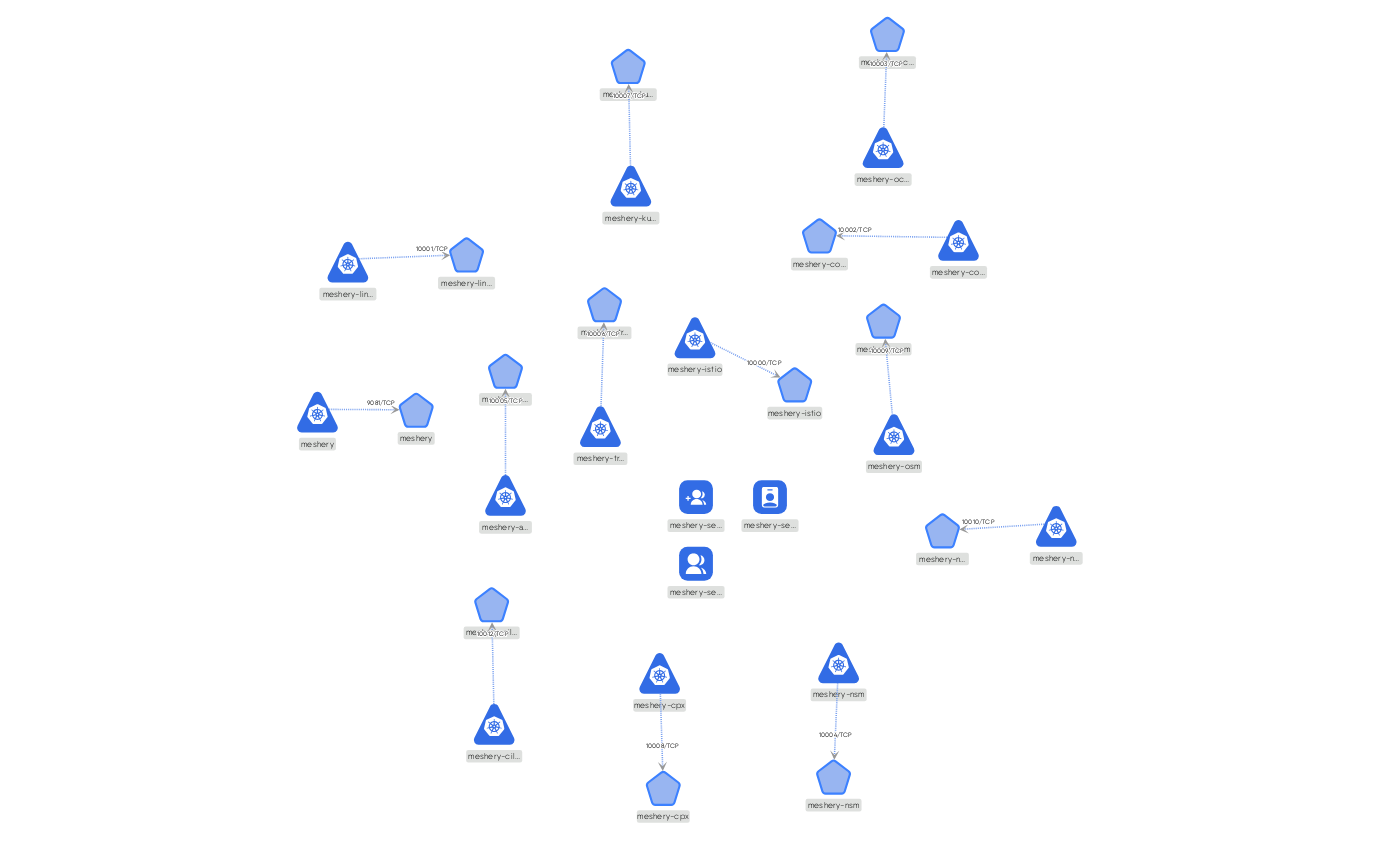 10003/TCP
10007/TCP
meshery-oc...
meshery-ku...
10002/TCP
10001/TCP
meshery-co...
meshery-co...
meshery-lin...
meshery-lin...
10006/TCP
10009/TCP
10000/TCP
meshery-istio
meshery-istio
10005/TCP
9081/TCP
meshery
meshery
meshery-tr...
meshery-osm
meshery-a...
meshery-se...
meshery-se...
10010/TCP
meshery-n...
meshery-n...
meshery-se...
10012/TCP
meshery-nsm
meshery-cpx
10004/TCP
10008/TCP
meshery-cil...
meshery-nsm
meshery-cpx